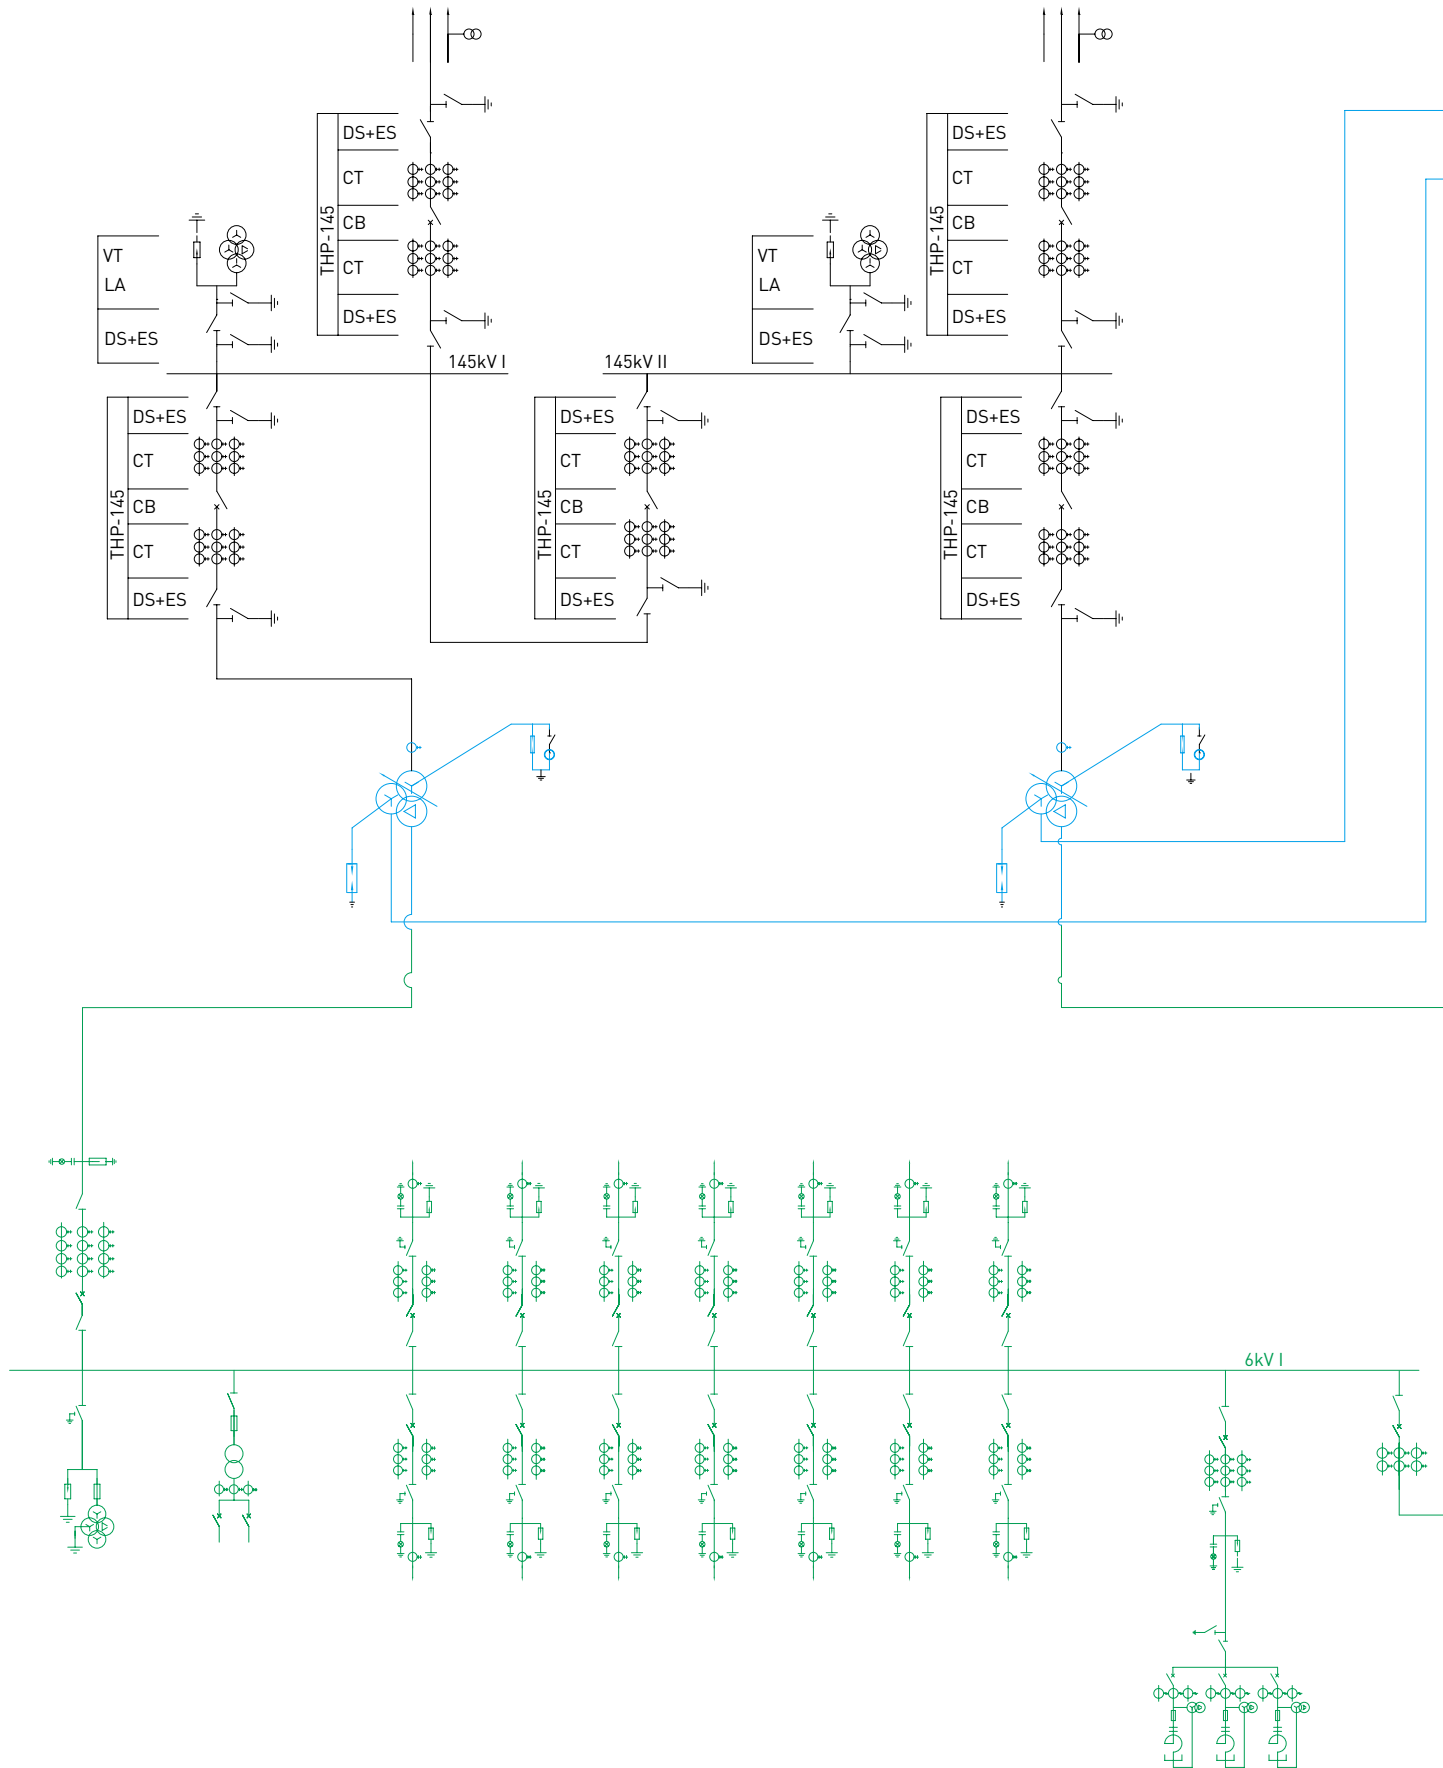 DS+ES
CT
CB
CT
DS+ES
THP-145
DS+ES
CT
CB
CT
DS+ES
THP-145
VT
LA
DS+ES
VT
LA
DS+ES
145kV I
145kV II
DS+ES
CT
CB
CT
DS+ES
THP-145
DS+ES
CT
CB
CT
DS+ES
THP-145
DS+ES
CT
CB
CT
DS+ES
THP-145
6kV I